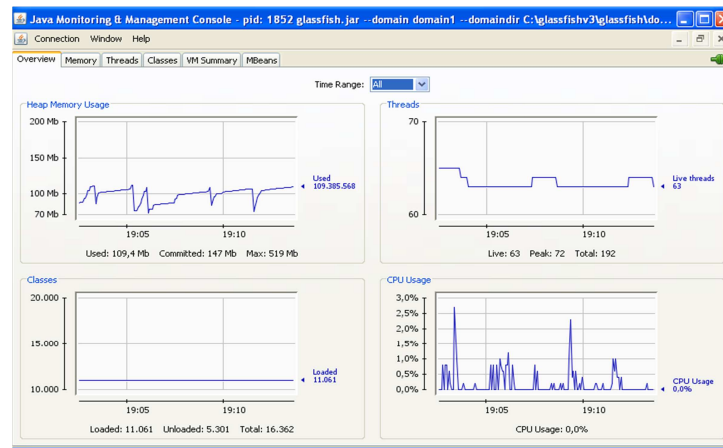 Java Monitoring & Management Console - pid: 1852 glassfish.jar --domain domain1 --domaindir C:\glassfishv3\glassfish\do...
Connection Window Help
Overview Memory Threads Classes VM Summary MBeans
Time Range: All
Heap Memory Usage
200 Mb
150 Mb
100 Mb
70 Mb
Used
109.385.568
19:05 19:10
Used: 109,4 Mb Committed: 147 Mb Max: 519 Mb
Threads
70
60
Live threads
63
19:05 19:10
Live: 63 Peak: 72 Total: 192
Classes
20.000
15.000
10.000
Loaded
11.061
19:05 19:10
Loaded: 11.061 Unloaded: 5.301 Total: 16.362
CPU Usage
3,0%
2,5%
2,0%
1,5%
1,0%
0,5%
0,0%
CPU Usage
0,0%
19:05 19:10
CPU Usage: 0,0%